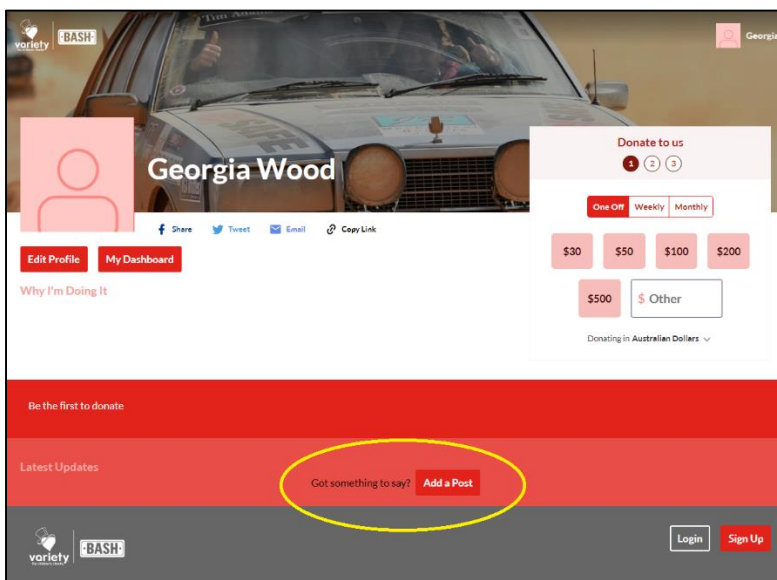 Tim Adams
variety
BASH
Georgia
Georgia Wood
Share Tweet Email Copy Link
Edit Profile My Dashboard
Why I'm Doing It
Donate to us
1 2 3
One Off Weekly Monthly
$30 $50 $100 $200
$500 $ Other
Donating in Australian Dollars
Be the first to donate
Latest Updates
Got something to say? Add a Post
variety
BASH
Login Sign Up